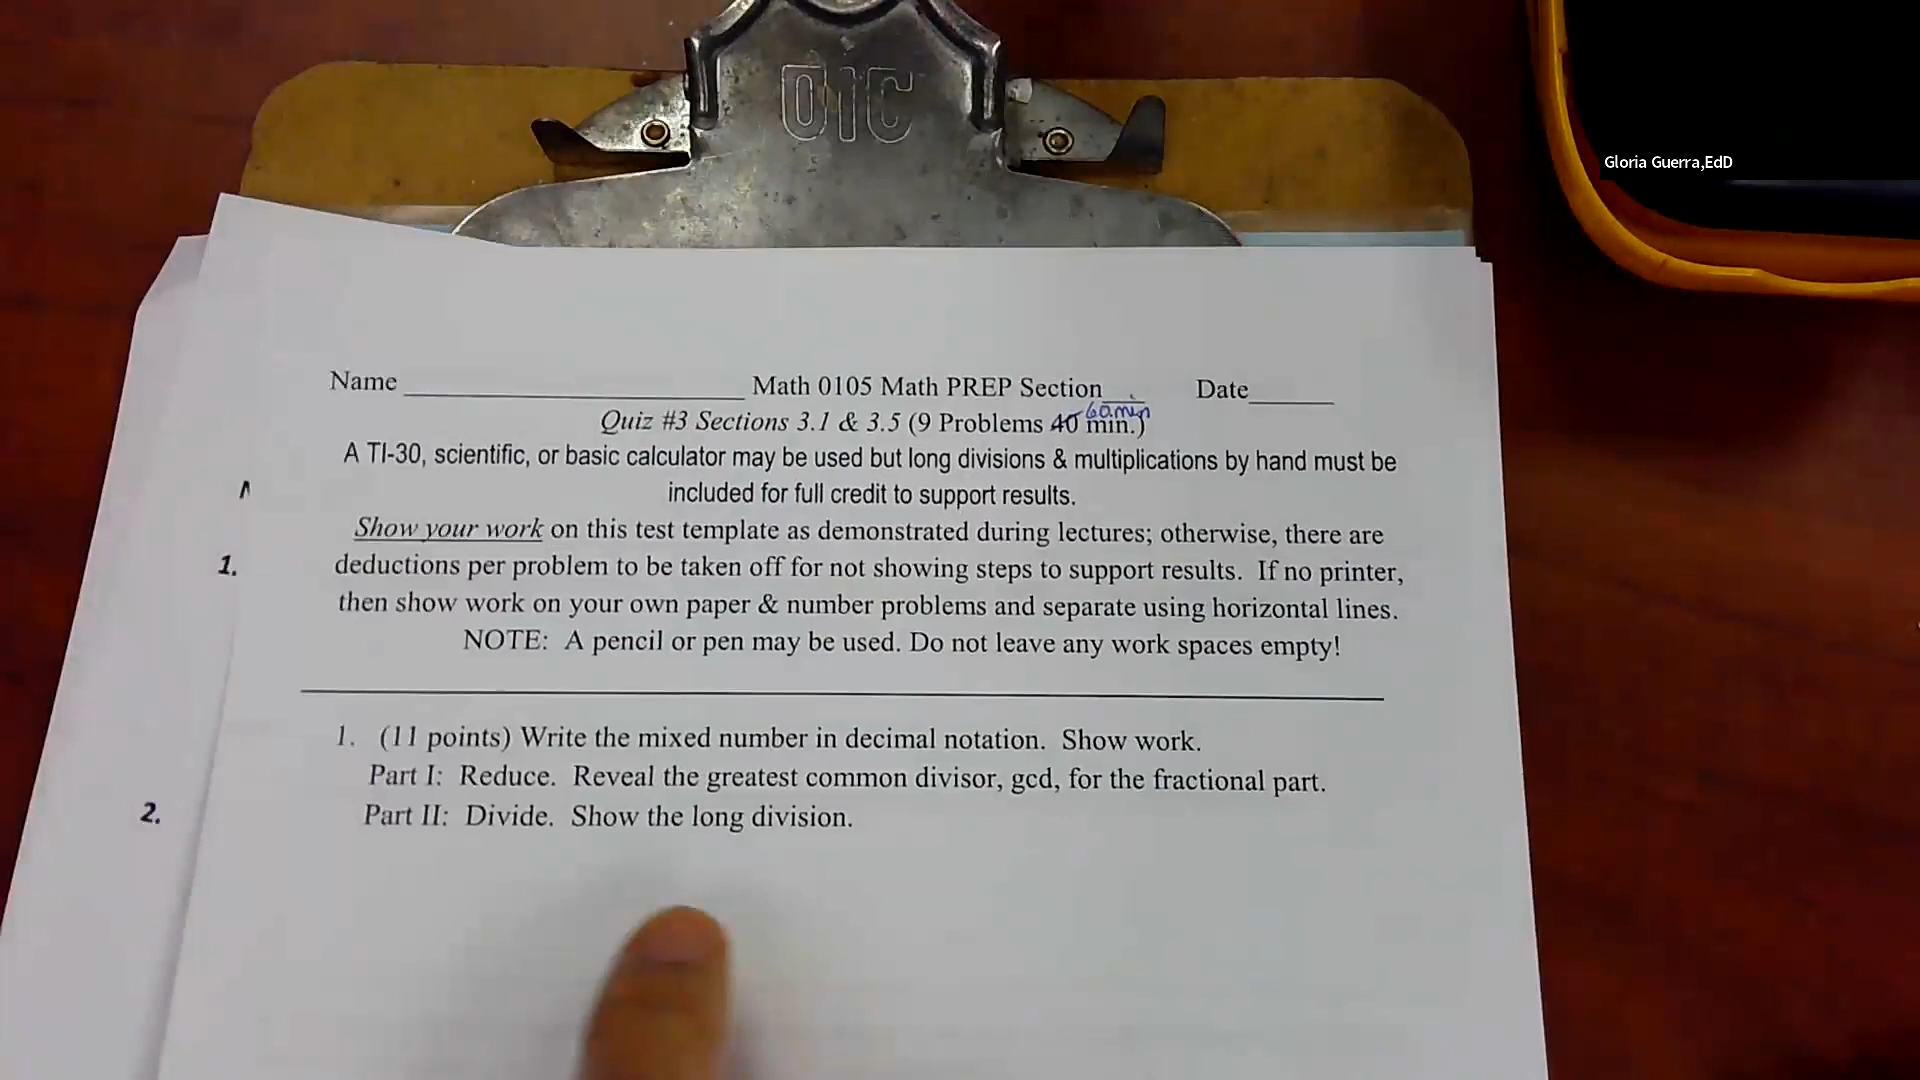 OIC
Gloria Guerra,EdD
Name ____ Math 0105 Math PREP Section____ Date____
60 min
Quiz #3 Sections 3.1 & 3.5 (9 Problems 40 min.)
A TI-30, scientific, or basic calculator may be used but long divisions & multiplications by hand must be
included for full credit to support results.
Show your work on this test template as demonstrated during lectures; otherwise, there are
deductions per problem to be taken off for not showing steps to support results. If no printer,
then show work on your own paper & number problems and separate using horizontal lines.
NOTE: A pencil or pen may be used. Do not leave any work spaces empty!
1. (11 points) Write the mixed number in decimal notation. Show work.
Part I: Reduce. Reveal the greatest common divisor, gcd, for the fractional part.
Part II: Divide. Show the long division.
1.
2.